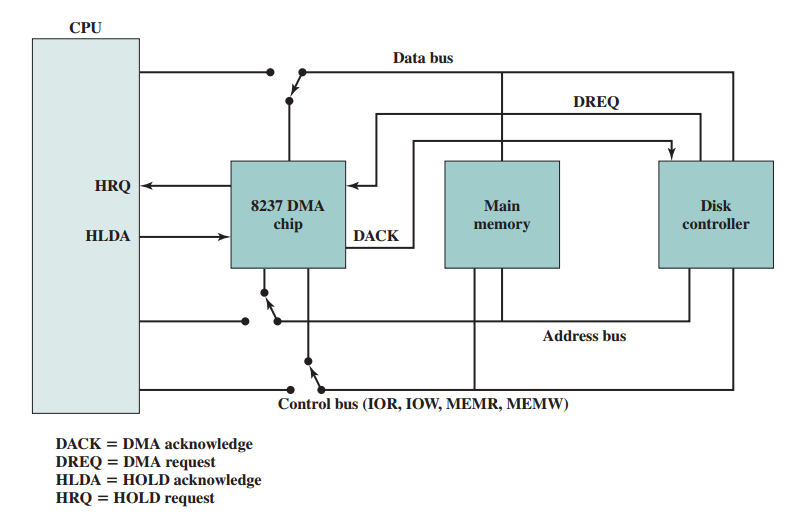 CPU
Data bus
DREQ
HRQ
8237 DMA
chip
Main
memory
Disk
controller
HLDA
DACK
Address bus
Control bus (IOR, IOW, MEMR, MEMW)
DACK = DMA acknowledge
DREQ = DMA request
HLDA = HOLD acknowledge
HRQ = HOLD request